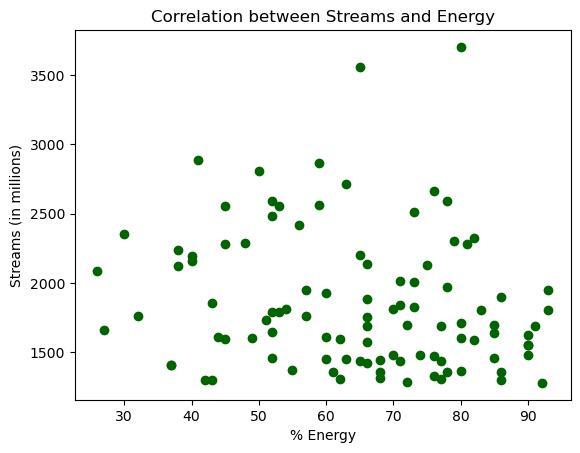 Correlation between Streams and Energy
Streams (in millions)
3500
3000
2500
2000
1500
30 40 50 60 70 80 90
% Energy